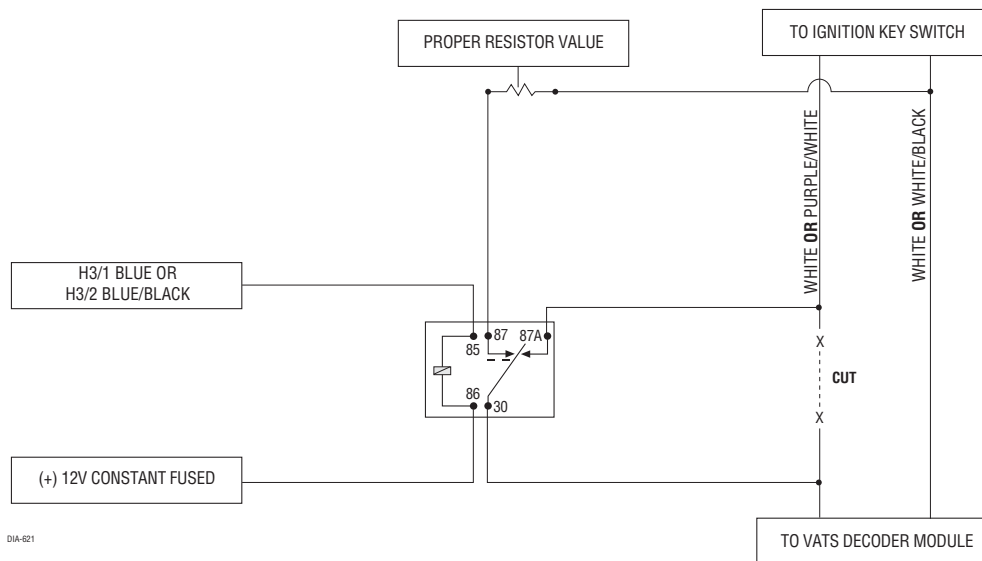 PROPER RESISTOR VALUE
TO IGNITION KEY SWITCH
WHITE OR PURPLE/WHITE
WHITE OR WHITE/BLACK
H3/1 BLUE OR
H3/2 BLUE/BLACK
87 87A
85
86
30
X
CUT
X
(+) 12V CONSTANT FUSED
DIA-621
TO VATS DECODER MODULE